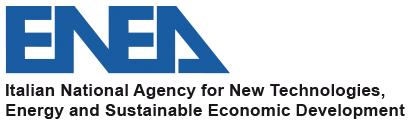 ENEA
Italian National Agency for New Technologies,
Energy and Sustainable Economic Development